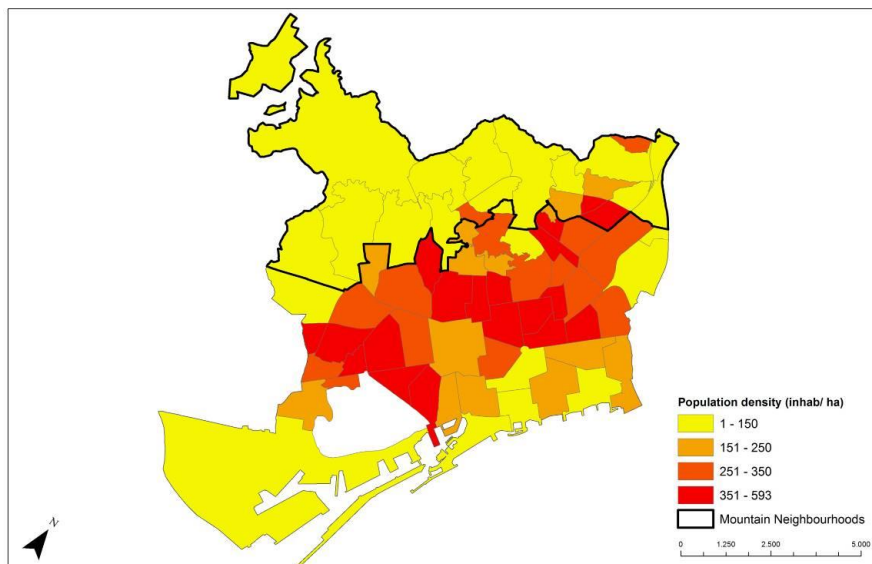 Population density (inhab/ ha)
1 - 150
151 - 250
251 - 350
351 - 593
Mountain Neighbourhoods
N
0 1.250 2.500 5.000